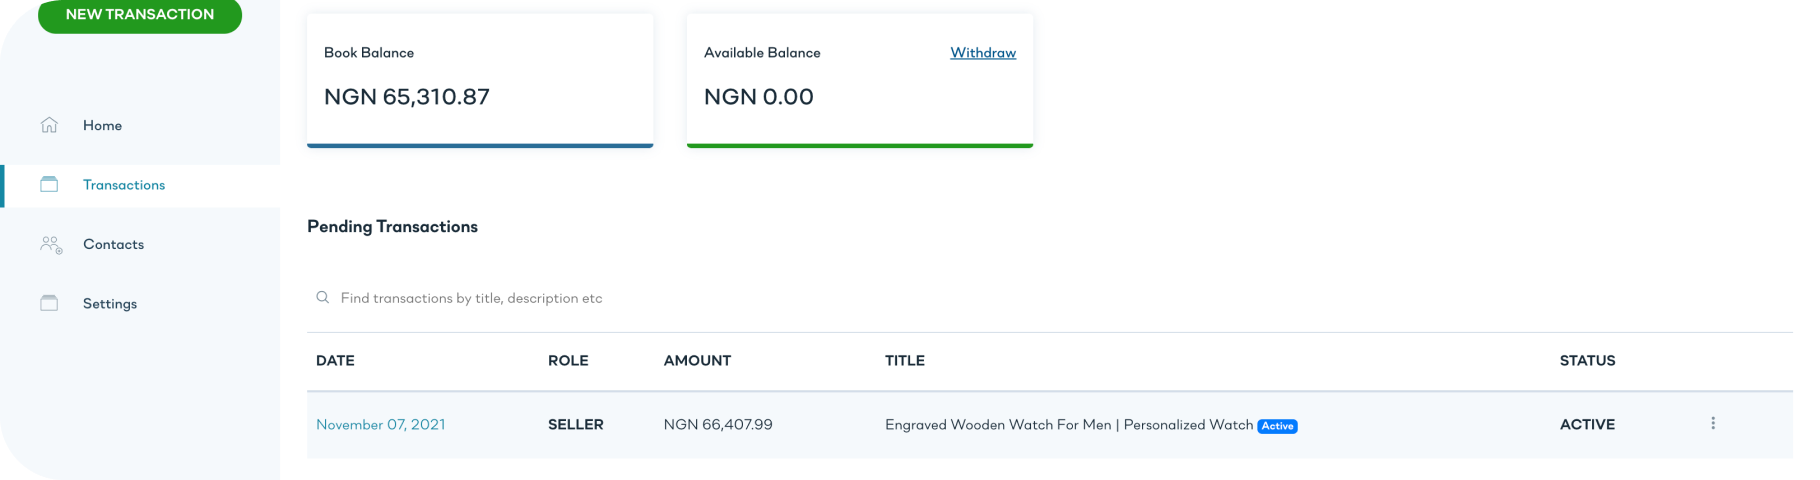 NEW TRANSACTION
Home
Transactions
Contacts
Settings
Book Balance
NGN 65,310.87
Available Balance
Withdraw
NGN 0.00
Pending Transactions
Find transactions by title, description etc
DATE ROLE AMOUNT TITLE STATUS
November 07, 2021 SELLER NGN 66,407.99 Engraved Wooden Watch For Men | Personalized Watch Active ACTIVE